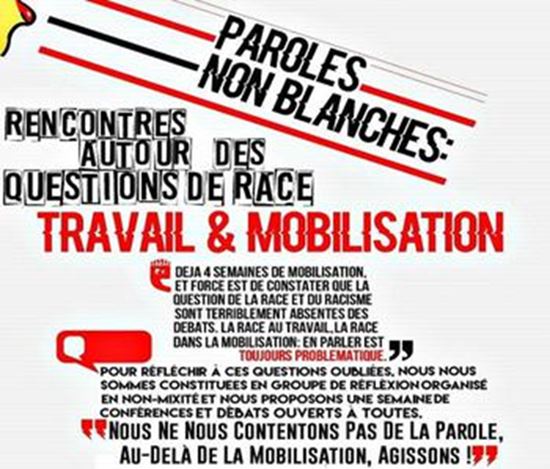 PAROLES
NON BLANCHES:
RENCONTRES
AUTOUR DES
QUESTIONS DE RACE
TRAVAIL & MOBILISATION
DEJA 4 SEMAINES DE MOBILISATION,
ET FORCE EST DE CONSTATER QUE LA
QUESTION DE LA RACE ET DU RACISME
SONT TERRIBLEMENT ABSENTES DES
DEBATS. LA RACE AU TRAVAIL,LA RACE
DANS LA MOBILISATION: EN PARLER EST
TOUJOURS PROBLEMATIQUE.”
POUR RÉFLÉCHIR À CES QUESTIONS OUBLIÉES, NOUS NOUS
SOMMES CONSTITUEES EN GROUPE DE RÉFLÈXION ORGANISÉ
EN NON-MIXITÉ ET NOUS PROPOSONS UNE SEMAINE DE
CONFÉRENCES ET DÉBATS OUVERTS À TOUTES.
“NOUS NE NOUS CONTENTONS PAS DE LA PAROLE,
AU-DELÀ DE LA MOBILISATION, AGISSONS !”